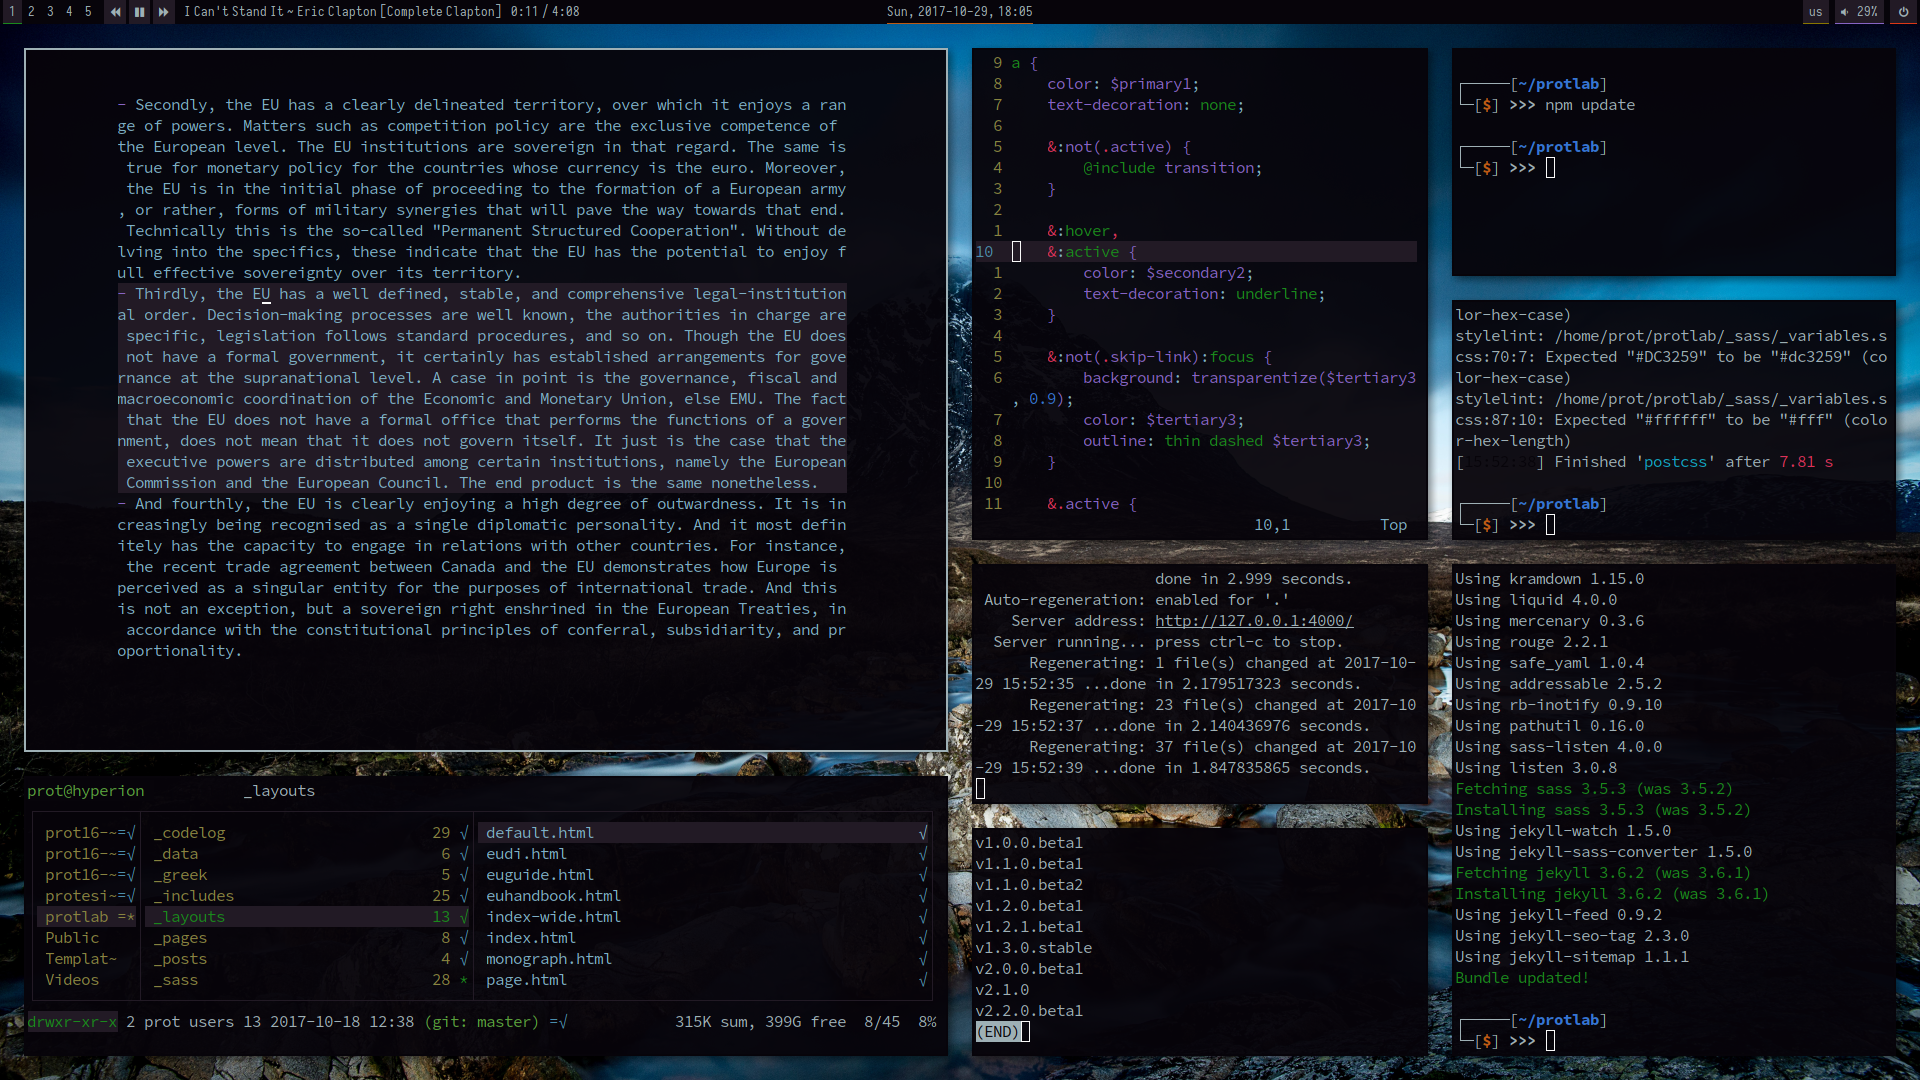 1 2 3 4 5 I Can't Stand It ~ Eric Clapton [Complete Clapton] 0:11 / 4:08
Sun, 2017-10-29, 18:05
us 29%
- Secondly, the EU has a clearly delineated territory, over which it enjoys a ran
ge of powers. Matters such as competition policy are the exclusive competence of
the European level. The EU institutions are sovereign in that regard. The same is
true for monetary policy for the countries whose currency is the euro. Moreover,
the EU is in the initial phase of proceeding to the formation of a European army
, or rather, forms of military synergies that will pave the way towards that end.
Technically this is the so-called "Permanent Structured Cooperation". Without de
lving into the specifics, these indicate that the EU has the potential to enjoy f
ull effective sovereignty over its territory.
- Thirdly, the EU has a well defined, stable, and comprehensive legal-institution
al order. Decision-making processes are well known, the authorities in charge are
specific, legislation follows standard procedures, and so on. Though the EU does
not have a formal government, it certainly has established arrangements for gove
rnance at the supranational level. A case in point is the governance, fiscal and
macroeconomic coordination of the Economic and Monetary Union, else EMU. The fact
that the EU does not have a formal office that performs the functions of a gover
nment, does not mean that it does not govern itself. It just is the case that the
executive powers are distributed among certain institutions, namely the European
Commission and the European Council. The end product is the same nonetheless.
- And fourthly, the EU is clearly enjoying a high degree of outwardness. It is in
creasingly being recognised as a single diplomatic personality. And it most defin
itely has the capacity to engage in relations with other countries. For instance,
the recent trade agreement between Canada and the EU demonstrates how Europe is
perceived as a singular entity for the purposes of international trade. And this
is not an exception, but a sovereign right enshrined in the European Treaties, in
accordance with the constitutional principles of conferral, subsidiarity, and pr
oportionality.
prot@hyperion _layouts
prot16-~=√ _codelog 29 √ default.html √
prot16-~=√ _data 6 √ eudi.html √
prot16-~=√ _greek 5 √ euguide.html √
protesi~=√ _includes 25 √ euhandbook.html √
protlab =* _layouts 13 √ index-wide.html √
Public _pages 8 √ index.html √
Templat~ _posts 4 √ monograph.html √
Videos _sass 28 * page.html √
drwxr-xr-x 2 prot users 13 2017-10-18 12:38 (git: master) =√ 315K sum, 399G free 8/45 8%
9 a {
8 color: $primary1;
7 text-decoration: none;
6
5 &:not(.active) {
4 @include transition;
3 }
2
1 &:hover,
10 &:active {
1 color: $secondary2;
2 text-decoration: underline;
3 }
4
5 &:not(.skip-link):focus {
6 background: transparentize($tertiary3
, 0.9);
7 color: $tertiary3;
8 outline: thin dashed $tertiary3;
9 }
10
11 &.active {
10,1 Top
done in 2.999 seconds.
Auto-regeneration: enabled for '.'
Server address: http://127.0.0.1:4000/
Server running... press ctrl-c to stop.
Regenerating: 1 file(s) changed at 2017-10-
29 15:52:35 ...done in 2.179517323 seconds.
Regenerating: 23 file(s) changed at 2017-10
-29 15:52:37 ...done in 2.140436976 seconds.
Regenerating: 37 file(s) changed at 2017-10
-29 15:52:39 ...done in 1.847835865 seconds.
v1.0.0.beta1
v1.1.0.beta1
v1.1.0.beta2
v1.2.0.beta1
v1.2.1.beta1
v1.3.0.stable
v2.0.0.beta1
v2.1.0
v2.2.0.beta1
(END)
[~/protlab]
[$] >>> npm update
[~/protlab]
[$] >>>
lor-hex-case)
stylelint: /home/prot/protlab/_sass/_variables.s
css:70:7: Expected "#DC3259" to be "#dc3259" (co
lor-hex-case)
stylelint: /home/prot/protlab/_sass/_variables.s
css:87:10: Expected "#ffffff" to be "#fff" (colo
r-hex-length)
[15:52:38] Finished 'postcss' after 7.81 s
[~/protlab]
[$] >>>
Using kramdown 1.15.0
Using liquid 4.0.0
Using mercenary 0.3.6
Using rouge 2.2.1
Using safe_yaml 1.0.4
Using addressable 2.5.2
Using rb-inotify 0.9.10
Using pathutil 0.16.0
Using sass-listen 4.0.0
Using listen 3.0.8
Fetching sass 3.5.3 (was 3.5.2)
Installing sass 3.5.3 (was 3.5.2)
Using jekyll-watch 1.5.0
Using jekyll-sass-converter 1.5.0
Fetching jekyll 3.6.2 (was 3.6.1)
Installing jekyll 3.6.2 (was 3.6.1)
Using jekyll-feed 0.9.2
Using jekyll-seo-tag 2.3.0
Using jekyll-sitemap 1.1.1
Bundle updated!
[~/protlab]
[$] >>>